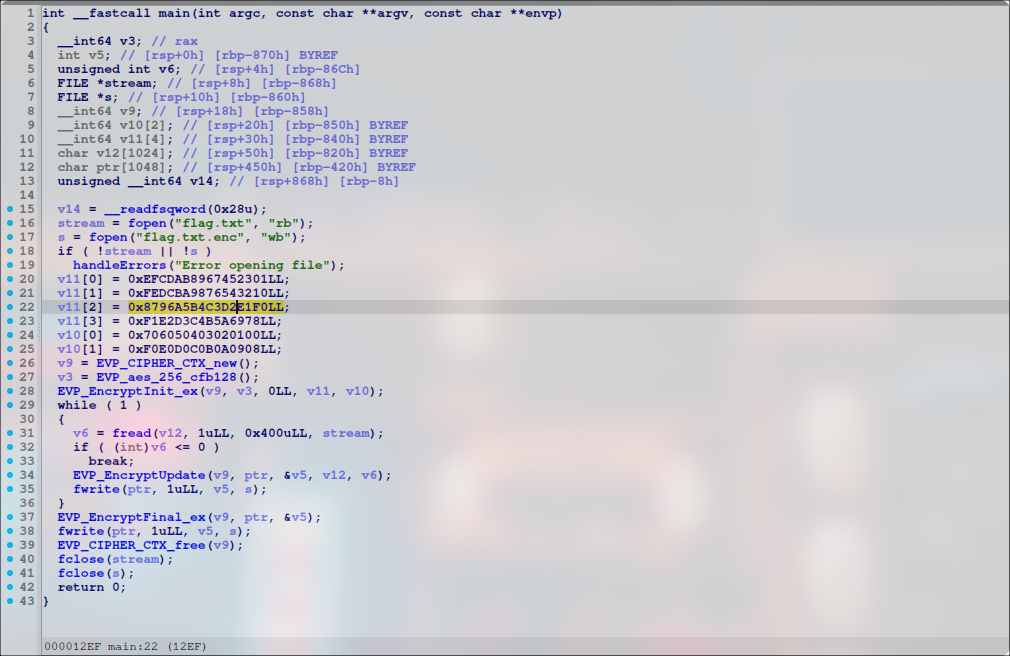 1 int __fastcall main(int argc, const char **argv, const char **envp)
2 {
3   __int64 v3; // rax
4   int v5; // [rsp+0h] [rbp-870h] BYREF
5   unsigned int v6; // [rsp+4h] [rbp-86Ch]
6   FILE *stream; // [rsp+8h] [rbp-868h]
7   FILE *s; // [rsp+10h] [rbp-860h]
8   __int64 v9; // [rsp+18h] [rbp-858h]
9   __int64 v10[2]; // [rsp+20h] [rbp-850h] BYREF
10   __int64 v11[4]; // [rsp+30h] [rbp-840h] BYREF
11   char v12[1024]; // [rsp+50h] [rbp-820h] BYREF
12   char ptr[1048]; // [rsp+450h] [rbp-420h] BYREF
13   unsigned __int64 v14; // [rsp+868h] [rbp-8h]
14
15   v14 = __readfsqword(0x28u);
16   stream = fopen("flag.txt", "rb");
17   s = fopen("flag.txt.enc", "wb");
18   if ( !stream || !s )
19     handleErrors("Error opening file");
20   v11[0] = 0xEFCDAB8967452301LL;
21   v11[1] = 0xFEDCBA9876543210LL;
22   v11[2] = 0x8796A5B4C3D2E1F0LL;
23   v11[3] = 0xF1E2D3C4B5A6978LL;
24   v10[0] = 0x706050403020100LL;
25   v10[1] = 0xF0E0D0C0B0A0908LL;
26   v9 = EVP_CIPHER_CTX_new();
27   v3 = EVP_aes_256_cfb128();
28   EVP_EncryptInit_ex(v9, v3, 0LL, v11, v10);
29   while ( 1 )
30   {
31     v6 = fread(v12, 1uLL, 0x400uLL, stream);
32     if ( (int)v6 <= 0 )
33       break;
34     EVP_EncryptUpdate(v9, ptr, &v5, v12, v6);
35     fwrite(ptr, 1uLL, v5, s);
36   }
37   EVP_EncryptFinal_ex(v9, ptr, &v5);
38   fwrite(ptr, 1uLL, v5, s);
39   EVP_CIPHER_CTX_free(v9);
40   fclose(stream);
41   fclose(s);
42   return 0;
43 }
000012EF main:22 (12EF)